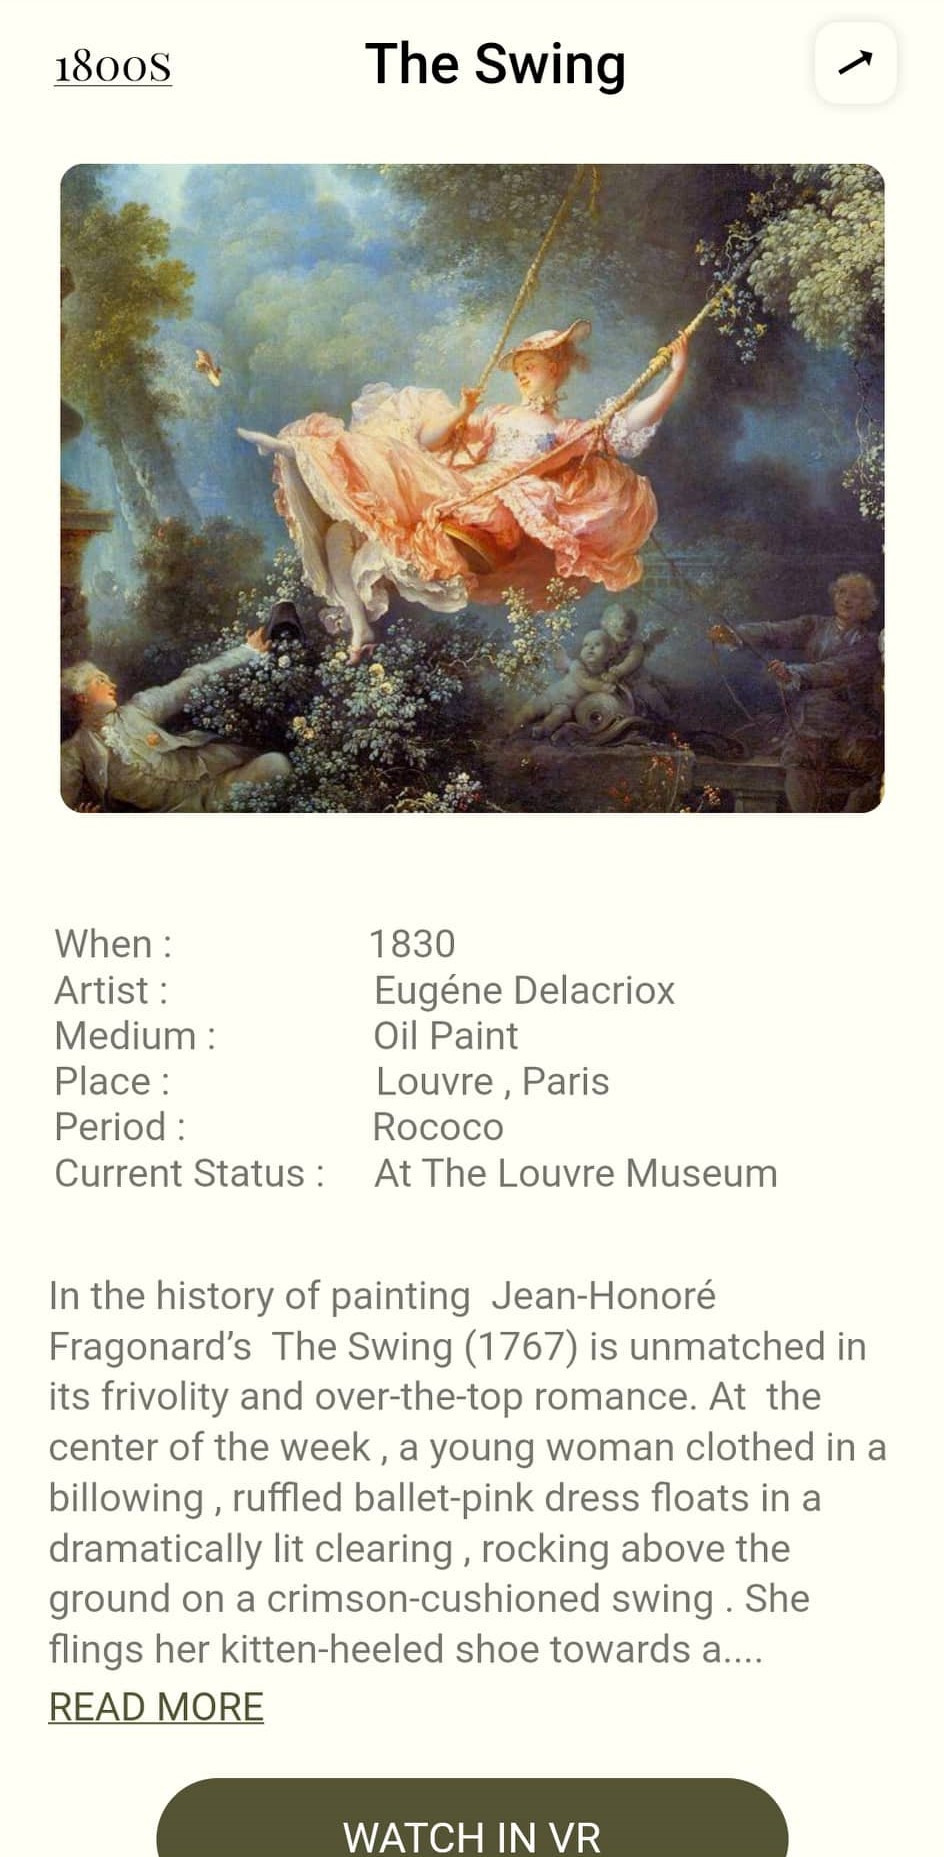 1800S
The Swing
When : 1830
Artist : Eugéne Delacriox
Medium : Oil Paint
Place : Louvre , Paris
Period : Rococo
Current Status : At The Louvre Museum
In the history of painting  Jean-Honoré
Fragonard’s  The Swing (1767) is unmatched in
its frivolity and over-the-top romance. At  the
center of the week , a young woman clothed in a
billowing , ruffled ballet-pink dress floats in a
dramatically lit clearing , rocking above the
ground on a crimson-cushioned swing . She
flings her kitten-heeled shoe towards a....
READ MORE
WATCH IN VR